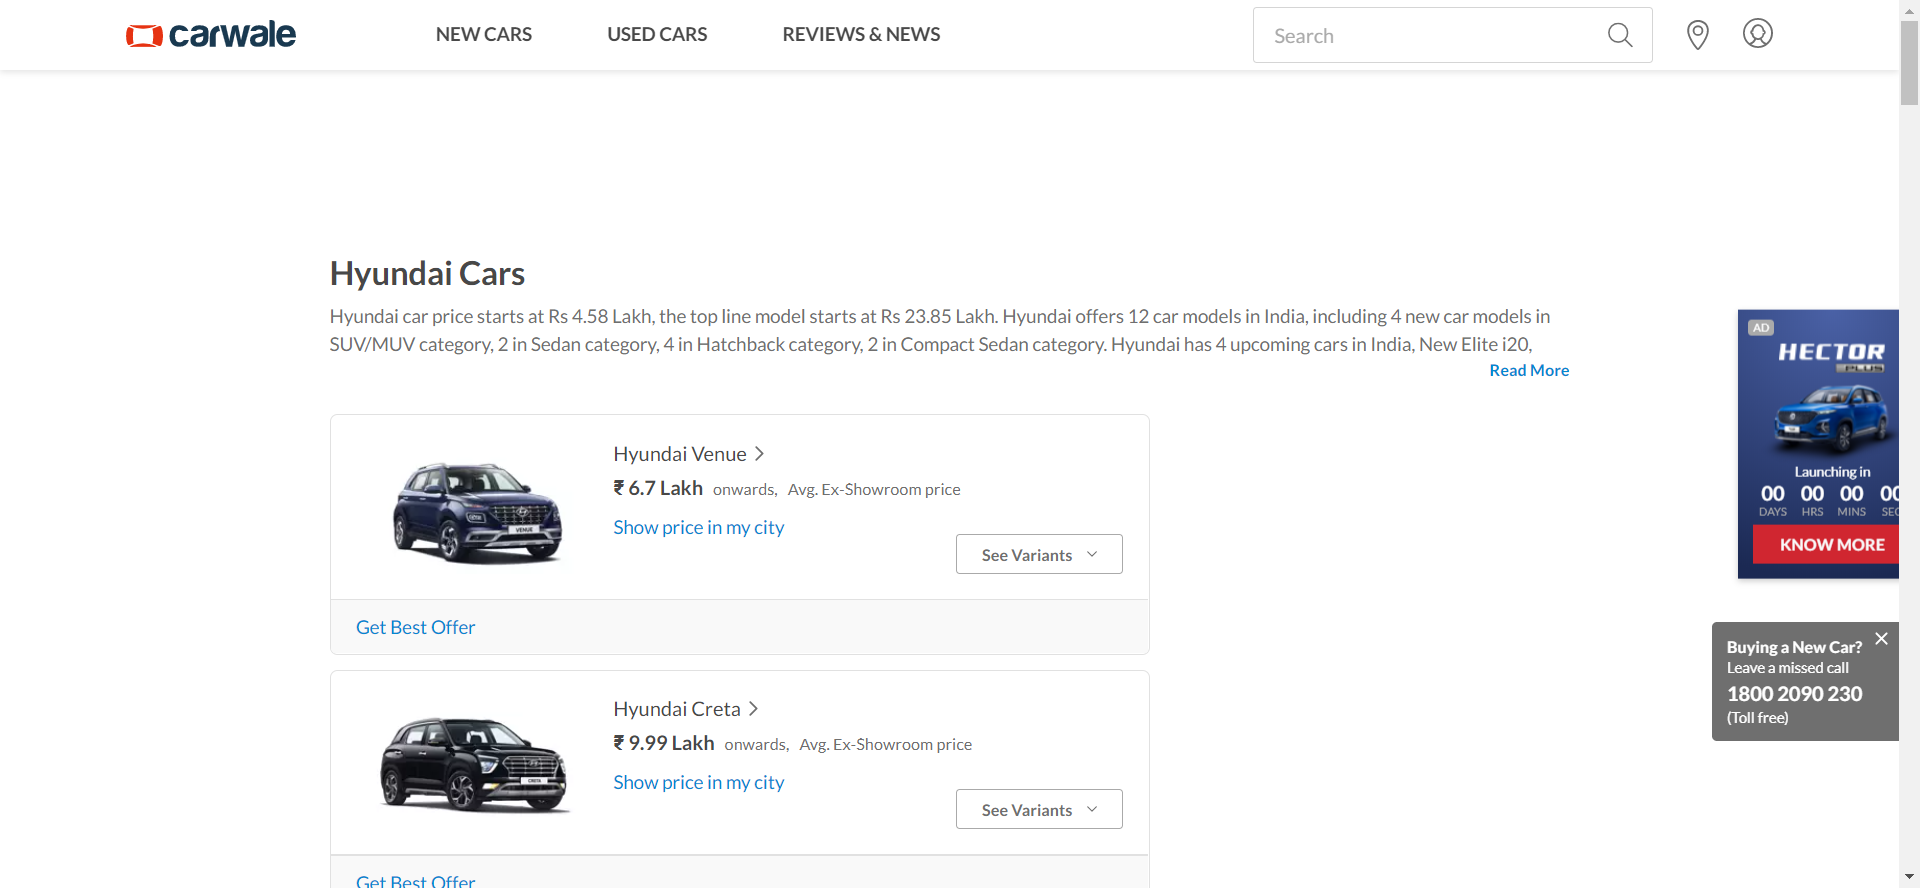 carwale
NEW CARS
USED CARS
REVIEWS & NEWS
Search
Hyundai Cars
Hyundai car price starts at Rs 4.58 Lakh, the top line model starts at Rs 23.85 Lakh. Hyundai offers 12 car models in India, including 4 new car models in
SUV/MUV category, 2 in Sedan category, 4 in Hatchback category, 2 in Compact Sedan category. Hyundai has 4 upcoming cars in India, New Elite i20,
Read More
Hyundai Venue
₹ 6.7 Lakh onwards, Avg. Ex-Showroom price
Show price in my city
See Variants
VENUE
Get Best Offer
Hyundai Creta
₹ 9.99 Lakh onwards, Avg. Ex-Showroom price
Show price in my city
See Variants
CRETA
Get Best Offer
AD
HECTOR
PLUS
Launching in
00 00 00 00
DAYS HRS MINS SEC
KNOW MORE
Buying a New Car?
Leave a missed call
1800 2090 230
(Toll free)